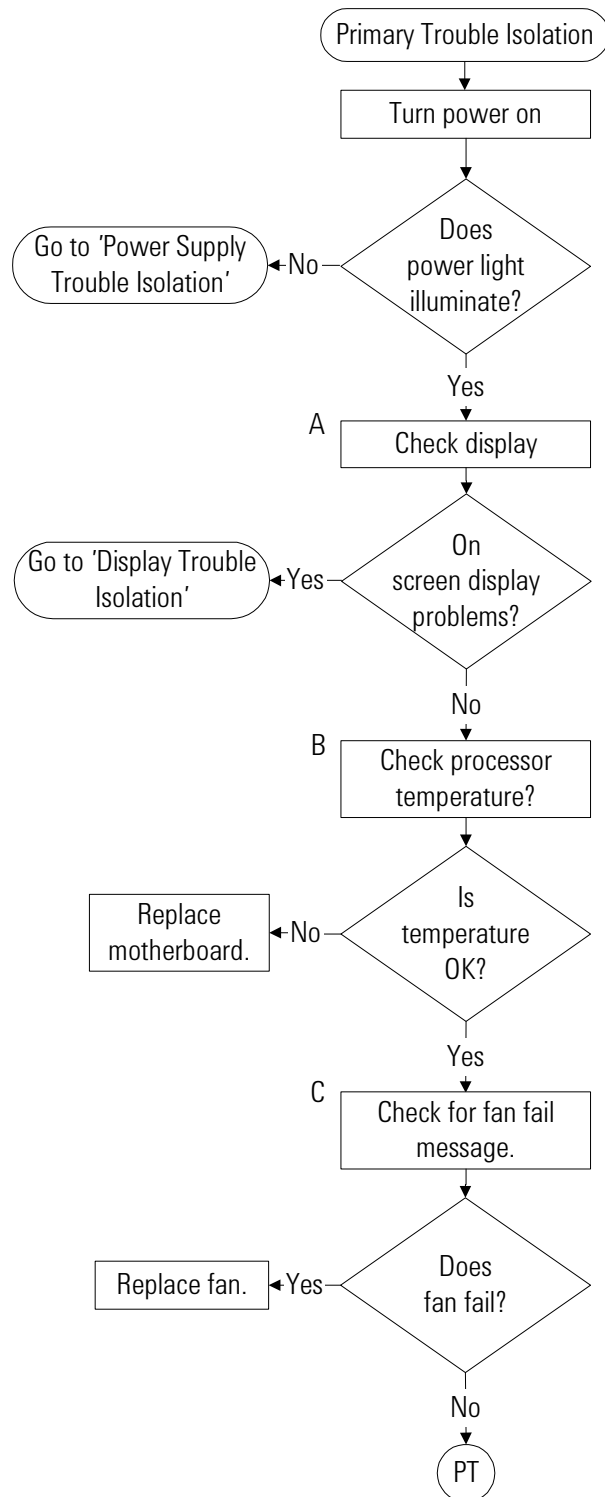 Primary Trouble Isolation
Turn power on
Does
power light
illuminate?
No
Go to 'Power Supply
Trouble Isolation'
Yes
A
Check display
On
screen display
problems?
Yes
Go to 'Display Trouble
Isolation'
No
B
Check processor
temperature?
Is
temperature
OK?
No
Replace
motherboard.
Yes
C
Check for fan fail
message.
Does
fan fail?
Yes
Replace fan.
No
PT